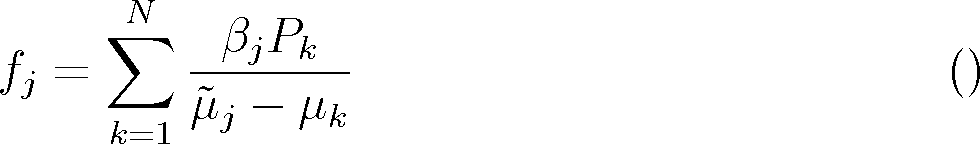 f_j = \sum_{k=1}^{N} \frac{\beta_j P_k}{\tilde{\mu}_j - \mu_k} ()